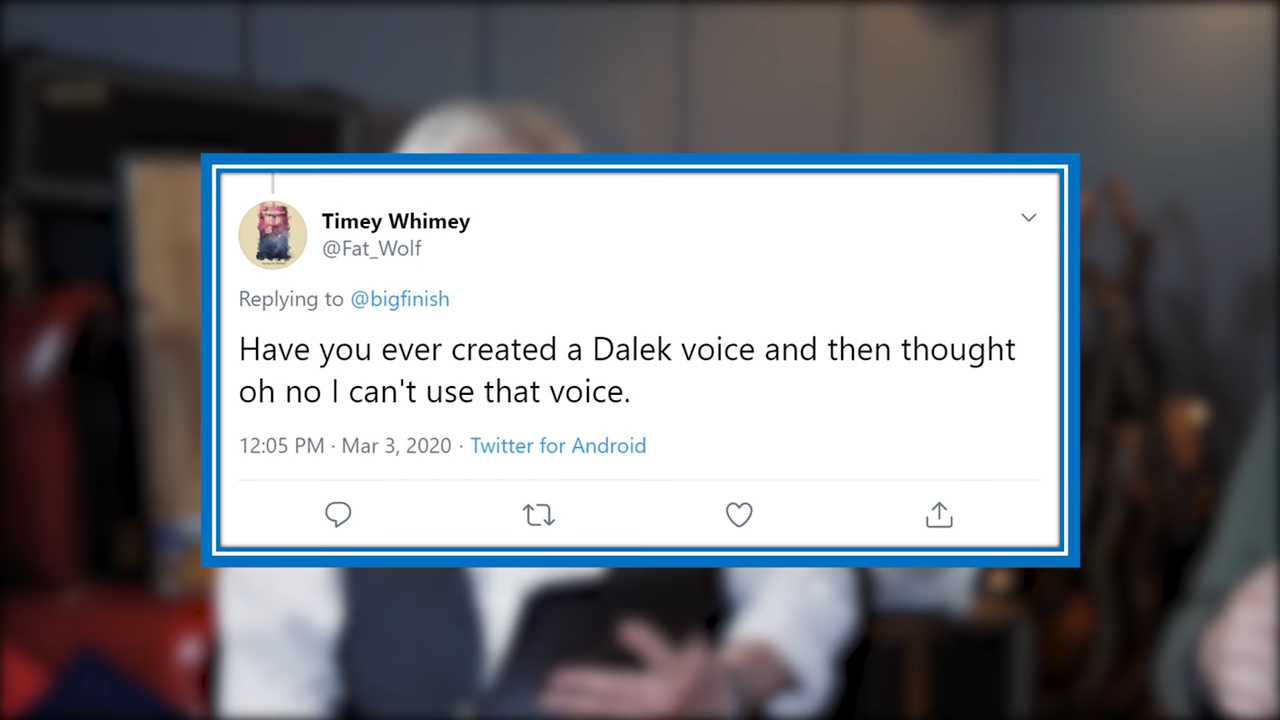 Timey Whimey
@Fat_Wolf
Replying to @bigfinish
Have you ever created a Dalek voice and then thought
oh no I can't use that voice.
12:05 PM · Mar 3, 2020 · Twitter for Android